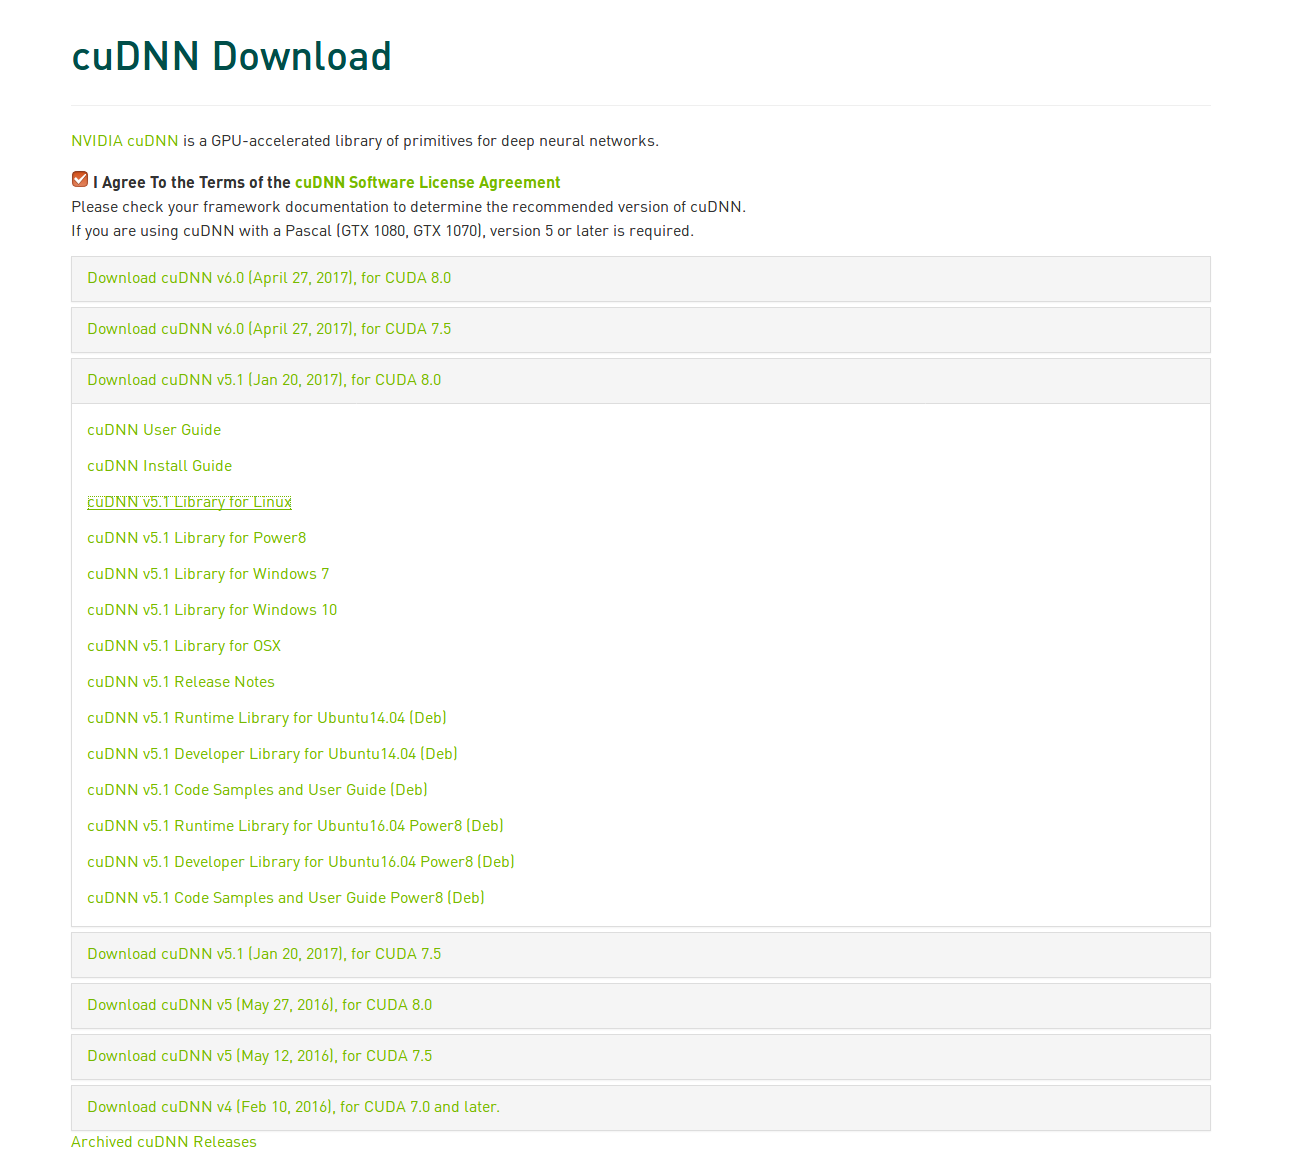 cuDNN Download
NVIDIA cuDNN is a GPU-accelerated library of primitives for deep neural networks.
I Agree To the Terms of the cuDNN Software License Agreement
Please check your framework documentation to determine the recommended version of cuDNN.
If you are using cuDNN with a Pascal (GTX 1080, GTX 1070), version 5 or later is required.
Download cuDNN v6.0 (April 27, 2017), for CUDA 8.0
Download cuDNN v6.0 (April 27, 2017), for CUDA 7.5
Download cuDNN v5.1 (Jan 20, 2017), for CUDA 8.0
cuDNN User Guide
cuDNN Install Guide
cuDNN v5.1 Library for Linux
cuDNN v5.1 Library for Power8
cuDNN v5.1 Library for Windows 7
cuDNN v5.1 Library for Windows 10
cuDNN v5.1 Library for OSX
cuDNN v5.1 Release Notes
cuDNN v5.1 Runtime Library for Ubuntu14.04 (Deb)
cuDNN v5.1 Developer Library for Ubuntu14.04 (Deb)
cuDNN v5.1 Code Samples and User Guide (Deb)
cuDNN v5.1 Runtime Library for Ubuntu16.04 Power8 (Deb)
cuDNN v5.1 Developer Library for Ubuntu16.04 Power8 (Deb)
cuDNN v5.1 Code Samples and User Guide Power8 (Deb)
Download cuDNN v5.1 (Jan 20, 2017), for CUDA 7.5
Download cuDNN v5 (May 27, 2016), for CUDA 8.0
Download cuDNN v5 (May 12, 2016), for CUDA 7.5
Download cuDNN v4 (Feb 10, 2016), for CUDA 7.0 and later.
Archived cuDNN Releases